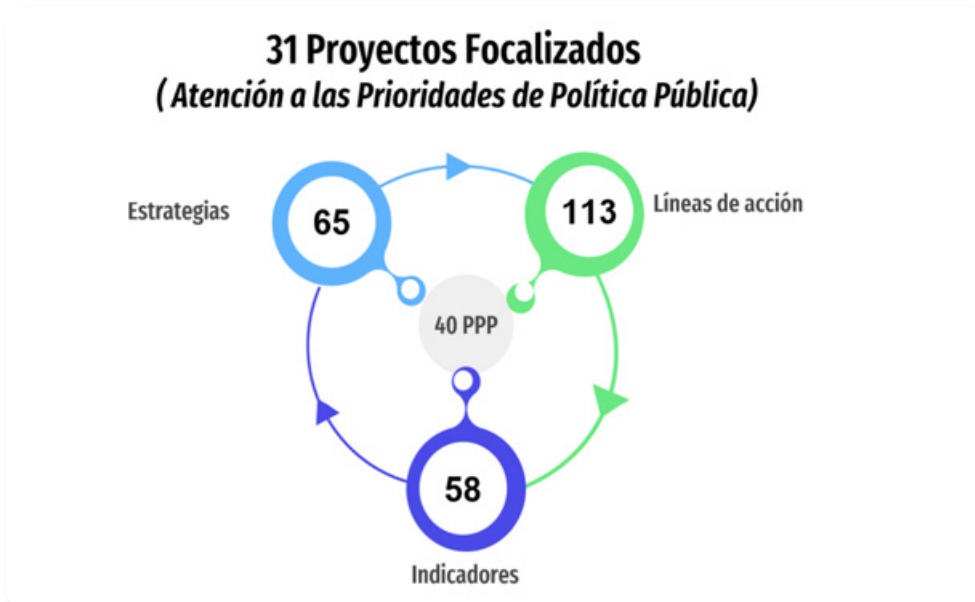 31 Proyectos Focalizados
( Atención a las Prioridades de Política Pública)
Estrategias
65
113
Líneas de acción
40 PPP
58
Indicadores